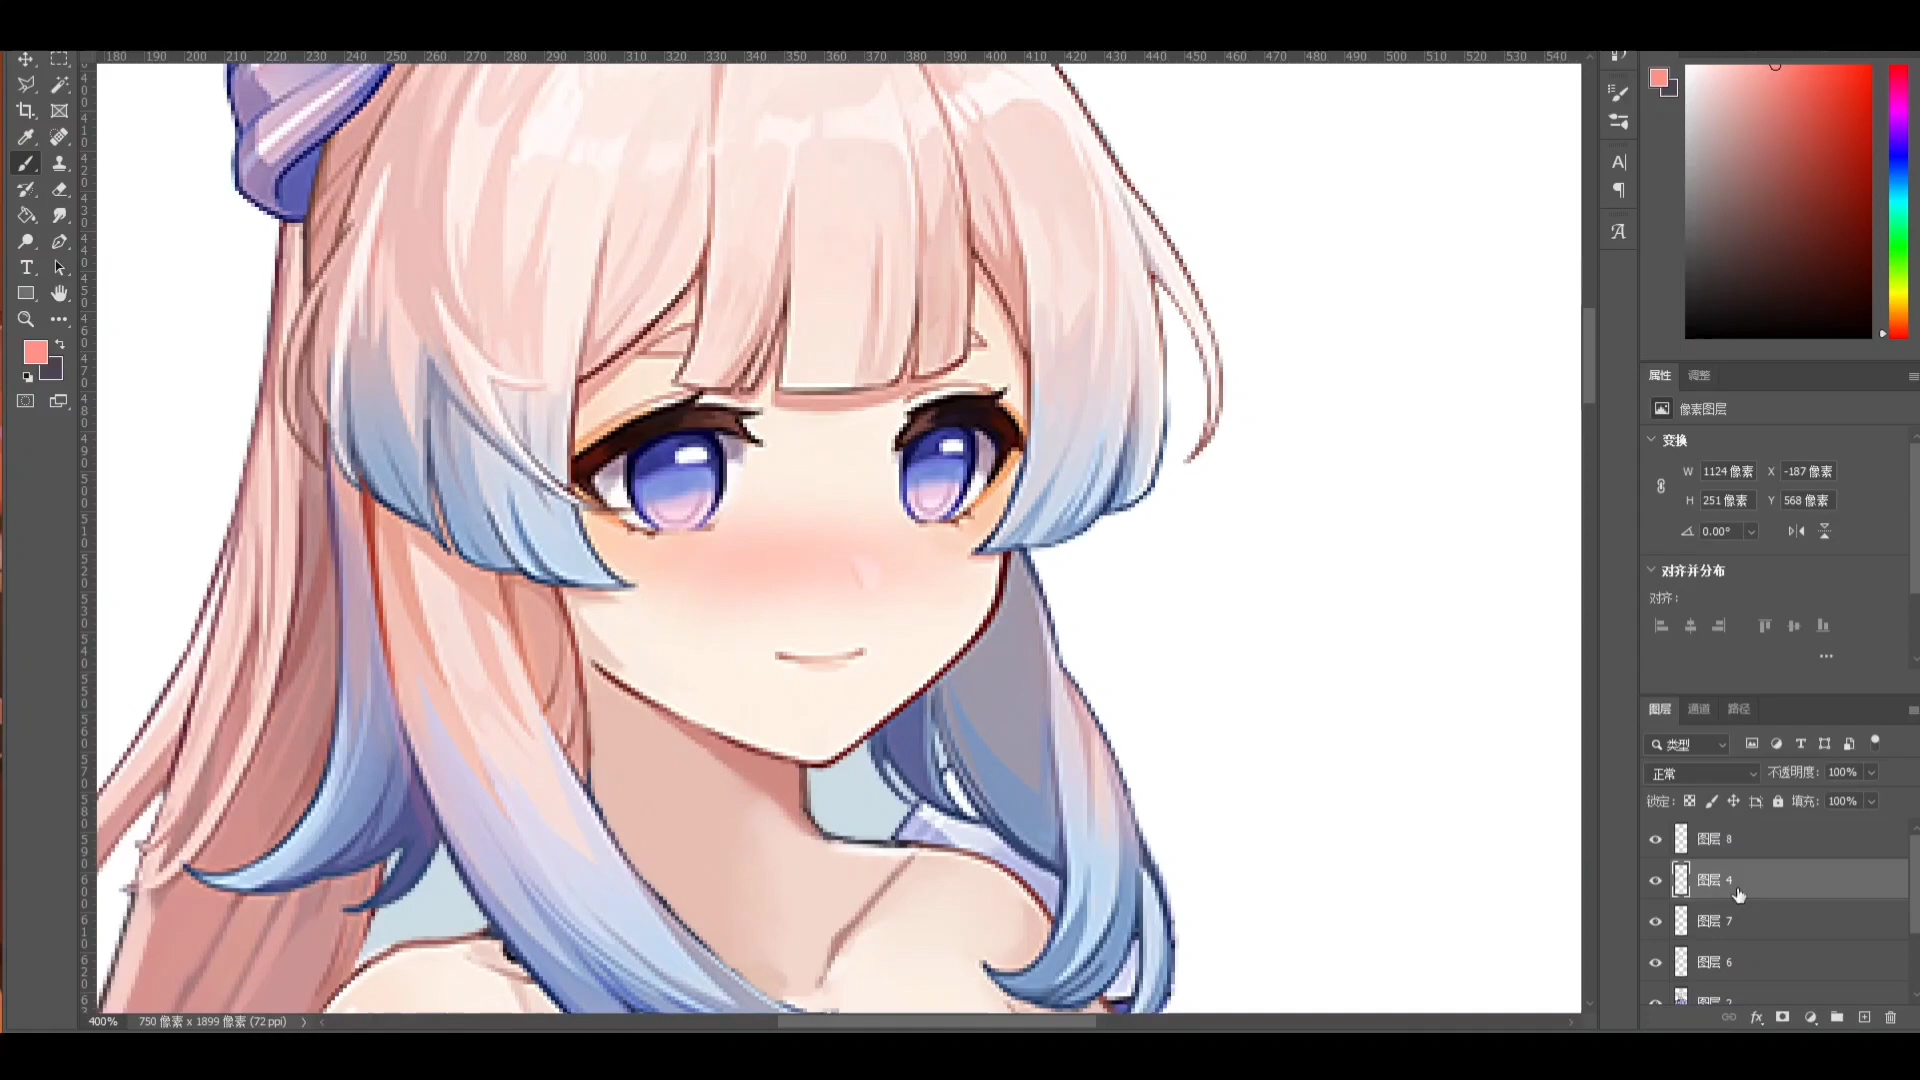 180 190 200 210 220 230 240 250 260 270 280 290 300 310 320 330 340 350 360 370 380 390 400 410 420 430 440 450 460 470 480 490 500 510 520 530 540
属性 调整
像素图层
变换
W 1124 像素 X -187 像素
H 251 像素 Y 568 像素
0.00°
对齐并分布
对齐:
图层 通道 路径
类型
正常 不透明度: 100%
锁定: 填充: 100%
图层 8
图层 4
图层 7
图层 6
图层 2
400% 750 像素 x 1899 像素 (72 ppi)